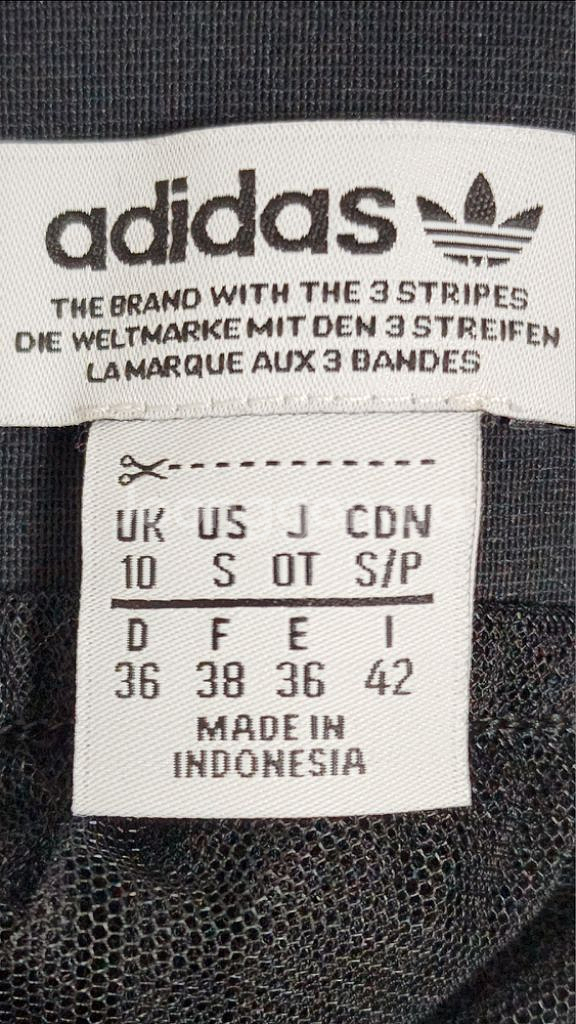 adidas
THE BRAND WITH THE 3 STRIPES
DIE WELTMARKE MIT DEN 3 STREIFEN
LA MARQUE AUX 3 BANDES
UK US J CDN
10 S OT S/P
D F E I
36 38 36 42
MADE IN
INDONESIA